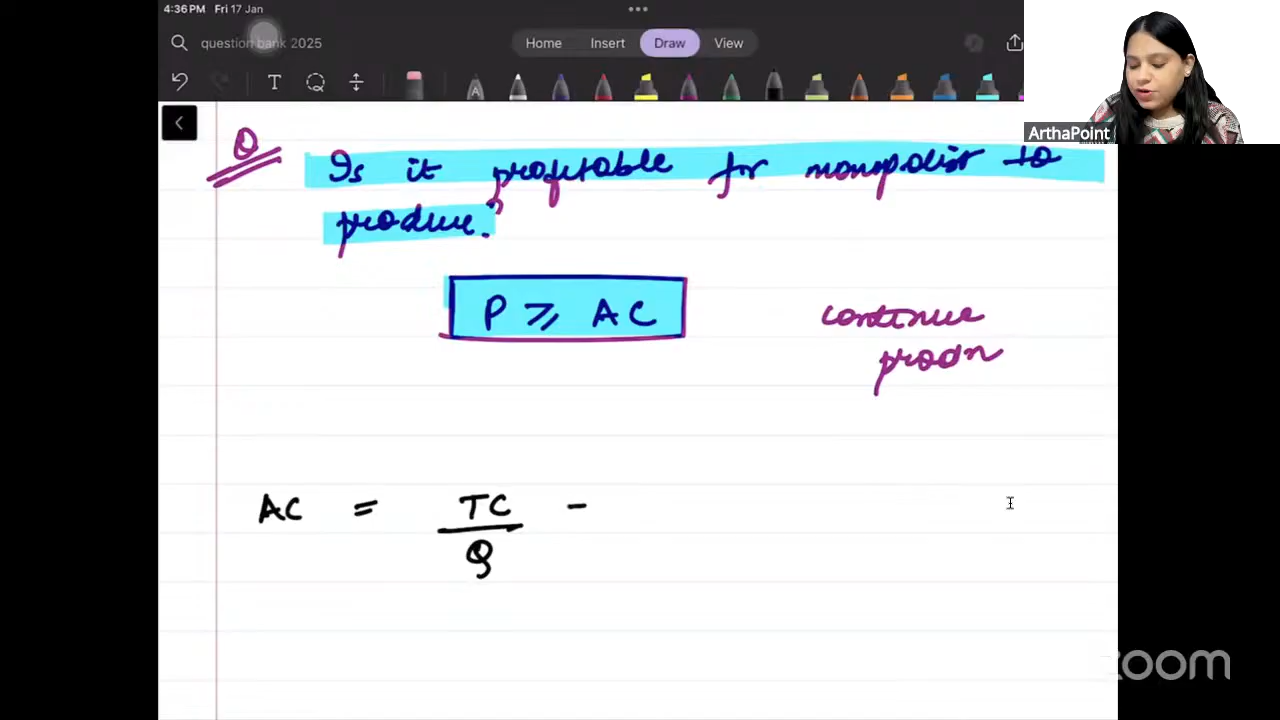 4:36 PM Fri 17 Jan
question bank 2025
Home Insert Draw View
ArthaPoint
Q
Is it profitable for monopolist to
produce?
P ⩾ AC
continue
prodn
AC = TC/Q -
zoom